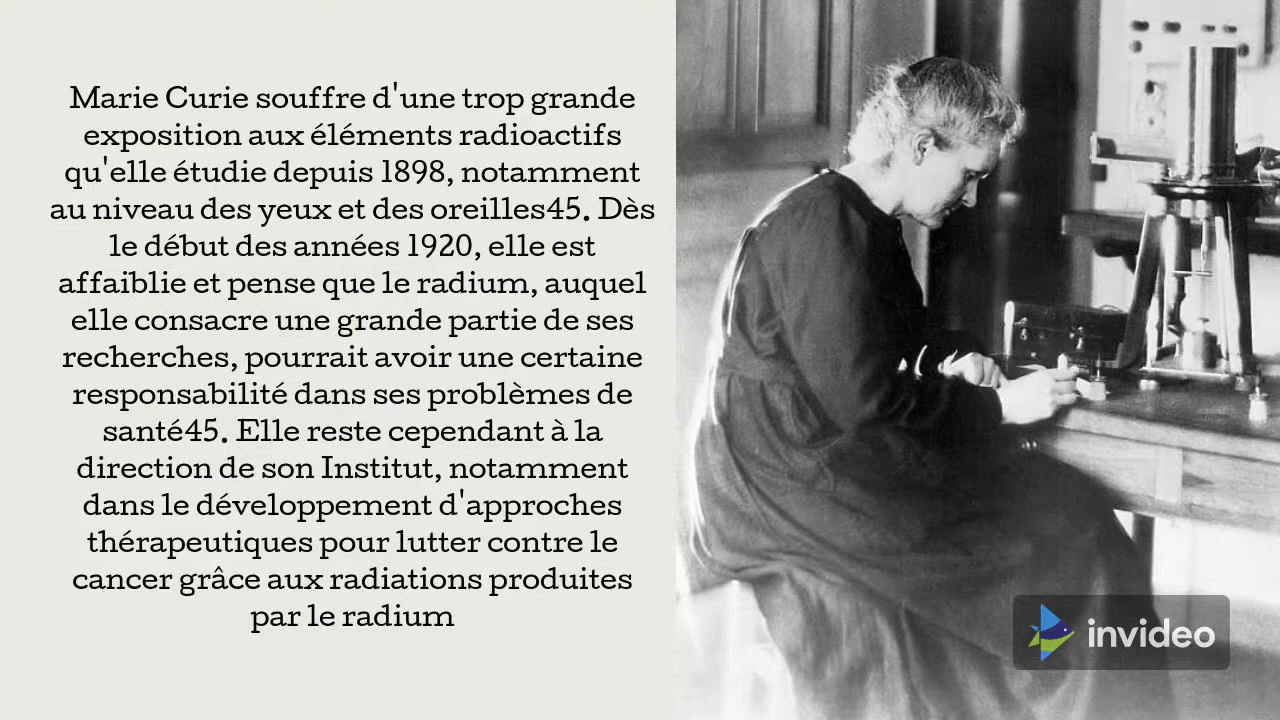 Marie Curie souffre d'une trop grande
exposition aux éléments radioactifs
qu'elle étudie depuis 1898, notamment
au niveau des yeux et des oreilles45. Dès
le début des années 1920, elle est
affaiblie et pense que le radium, auquel
elle consacre une grande partie de ses
recherches, pourrait avoir une certaine
responsabilité dans ses problèmes de
santé45. Elle reste cependant à la
direction de son Institut, notamment
dans le développement d'approches
thérapeutiques pour lutter contre le
cancer grâce aux radiations produites
par le radium
invideo